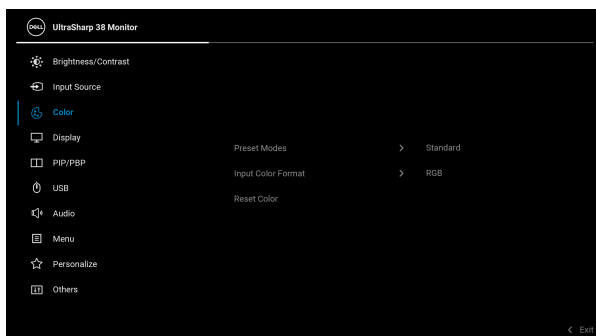 DELL UltraSharp 38 Monitor
Brightness/Contrast
Input Source
Color
Display
PIP/PBP
USB
Audio
Menu
Personalize
Others
Preset Modes > Standard
Input Color Format > RGB
Reset Color
< Exit